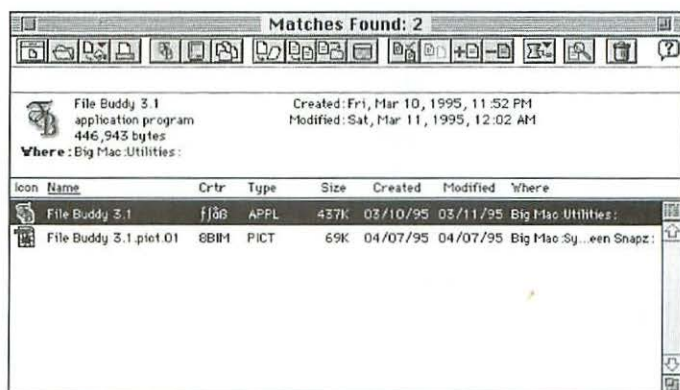 Matches Found: 2
?
File Buddy 3.1
application program
446,943 bytes
Where: Big Mac:Utilities:
Created: Fri, Mar 10, 1995, 11:52 PM
Modified: Sat, Mar 11, 1995, 12:02 AM
Icon Name Crtr Type Size Created Modified Where
File Buddy 3.1 APPL 437K 03/10/95 03/11/95 Big Mac:Utilities:
File Buddy 3.1.pict.01 8BIM PICT 69K 04/07/95 04/07/95 Big Mac:Sy...een Snapz: